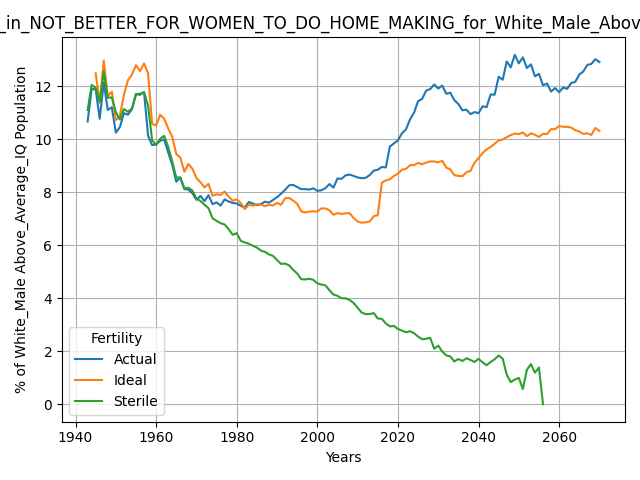 _in_NOT_BETTER_FOR_WOMEN_TO_DO_HOME_MAKING_for_White_Male_Abov
% of White_Male Above_Average_IQ Population
12
10
8
6
4
2
0
Fertility
Actual
Ideal
Sterile
1940 1960 1980 2000 2020 2040 2060
Years